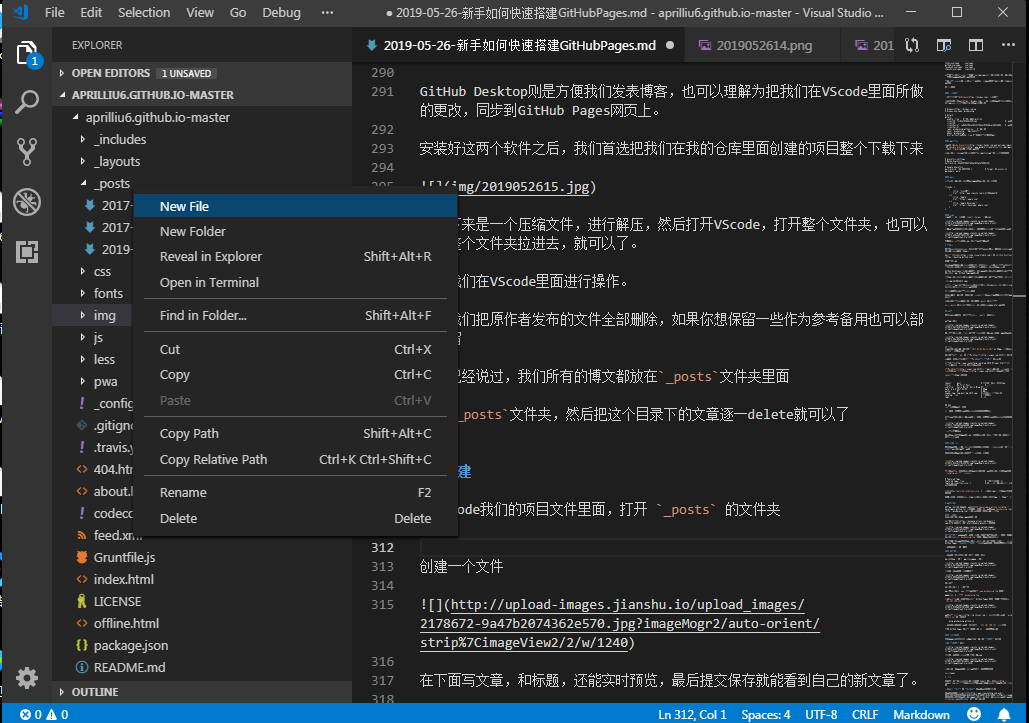 File Edit Selection View Go Debug ··· ● 2019-05-26-新手如何快速搭建GitHubPages.md - aprilliu6.github.io-master - Visual Studio ...
EXPLORER
2019-05-26-新手如何快速搭建GitHubPages.md ●
2019052614.png
201
1
OPEN EDITORS 1 UNSAVED
APRILLIU6.GITHUB.IO-MASTER
aprilliu6.github.io-master
_includes
_layouts
_posts
2017-
2017-
2019-
css
fonts
img
js
less
pwa
_config
.gitigno
.travis.y
404.htm
about.h
codeco
feed.xml
Gruntfile.js
index.html
LICENSE
offline.html
package.json
README.md
OUTLINE
New File
New Folder
Reveal in Explorer Shift+Alt+R
Open in Terminal
Find in Folder... Shift+Alt+F
Cut Ctrl+X
Copy Ctrl+C
Paste Ctrl+V
Copy Path Shift+Alt+C
Copy Relative Path Ctrl+K Ctrl+Shift+C
Rename F2
Delete Delete
290
291 GitHub Desktop则是方便我们发表博客，也可以理解为把我们在VScode里面所做
的更改，同步到GitHub Pages网页上。
292
293 安装好这两个软件之后，我们首选把我们在我的仓库里面创建的项目整个下载下来
294
295 ![](img/2019052615.jpg)
下来是一个压缩文件，进行解压，然后打开VScode，打开整个文件夹，也可以
整个文件夹拉进去，就可以了。
我们在VScode里面进行操作。
我们把原作者发布的文件全部删除，如果你想保留一些作为参考备用也可以部
已经说过，我们所有的博文都放在`_posts`文件夹里面
_posts`文件夹，然后把这个目录下的文章逐一delete就可以了
建
ode我们的项目文件里面，打开 `_posts` 的文件夹
312
313 创建一个文件
314
315 ![](http://upload-images.jianshu.io/upload_images/
2178672-9a47b2074362e570.jpg?imageMogr2/auto-orient/
strip%7CimageView2/2/w/1240)
316
317 在下面写文章，和标题，还能实时预览，最后提交保存就能看到自己的新文章了。
318
0 0 Ln 312, Col 1 Spaces: 4 UTF-8 CRLF Markdown